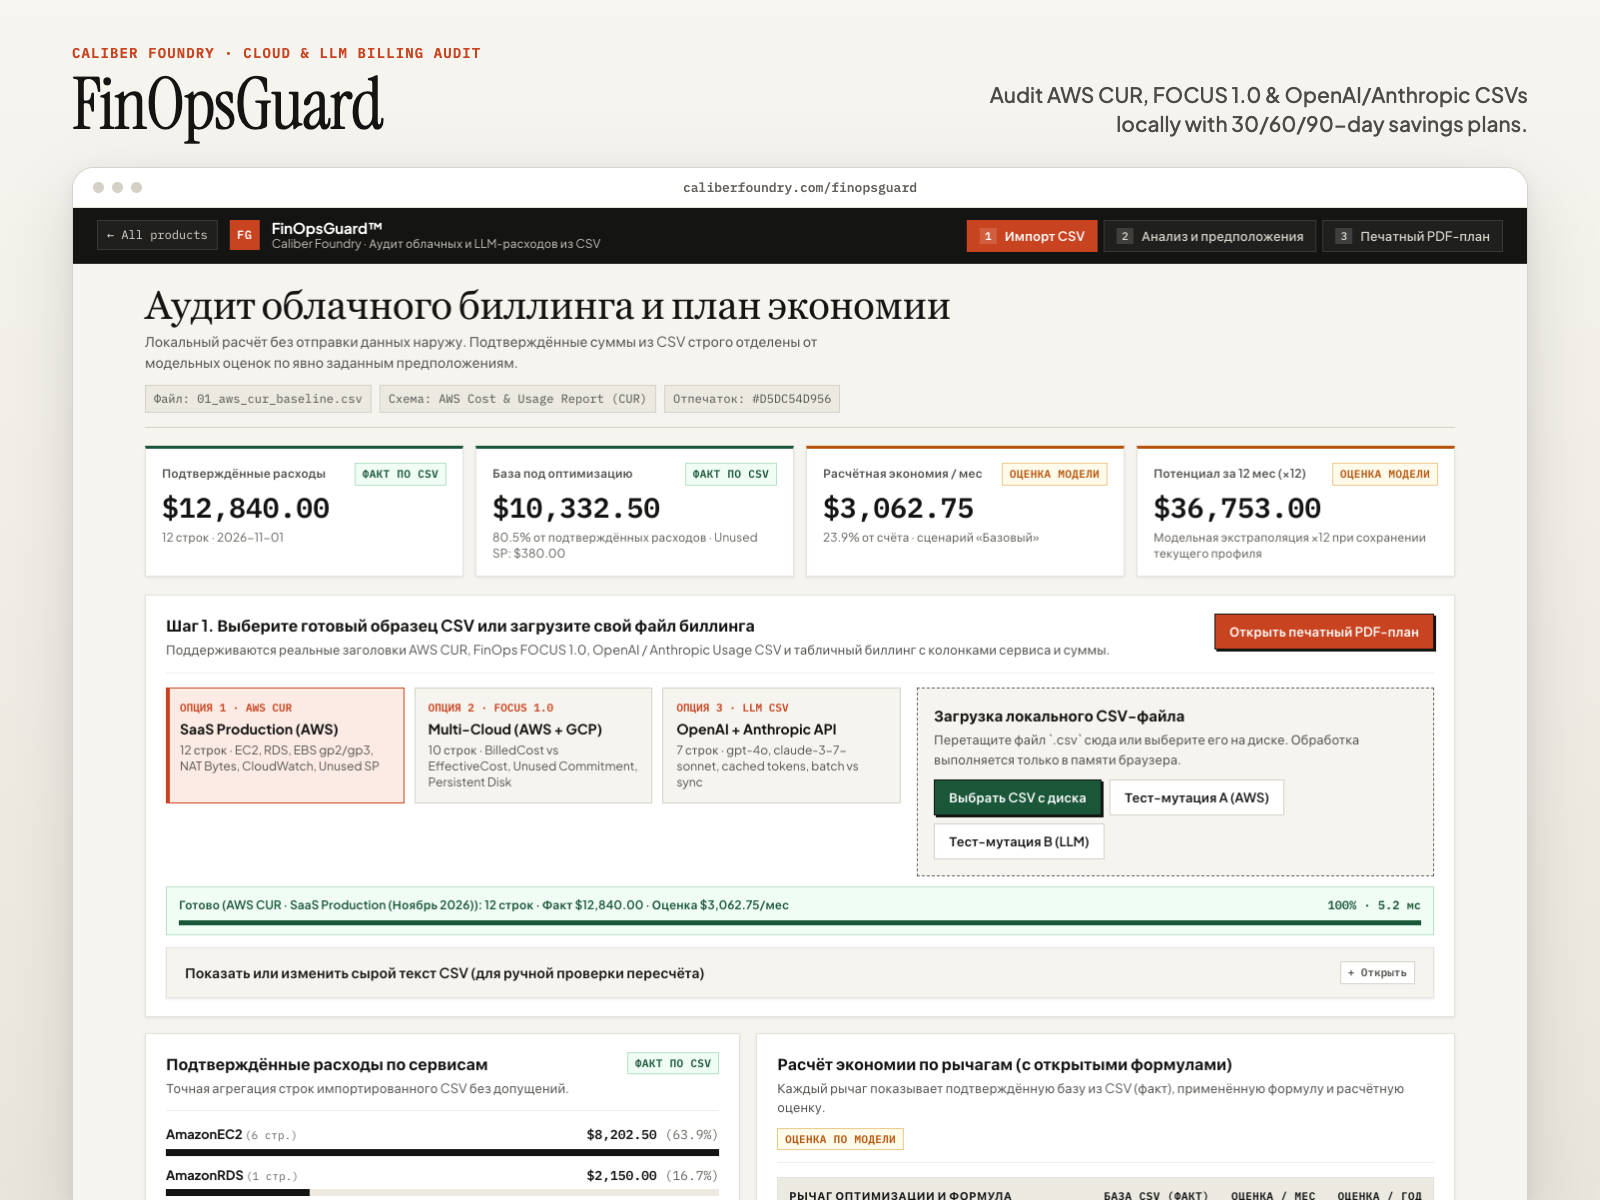 CALIBER FOUNDRY · CLOUD & LLM BILLING AUDIT
FinOpsGuard
Audit AWS CUR, FOCUS 1.0 & OpenAI/Anthropic CSVs
locally with 30/60/90-day savings plans.
caliberfoundry.com/finopsguard
← All products
FG
FinOpsGuard™
Caliber Foundry · Аудит облачных и LLM-расходов из CSV
1 Импорт CSV
2 Анализ и предположения
3 Печатный PDF-план
Аудит облачного биллинга и план экономии
Локальный расчёт без отправки данных наружу. Подтверждённые суммы из CSV строго отделены от
модельных оценок по явно заданным предположениям.
Файл: 01_aws_cur_baseline.csv
Схема: AWS Cost & Usage Report (CUR)
Отпечаток: #D5DC54D956
Подтверждённые расходы
ФАКТ ПО CSV
$12,840.00
12 строк · 2026-11-01
База под оптимизацию
ФАКТ ПО CSV
$10,332.50
80.5% от подтверждённых расходов · Unused
SP: $380.00
Расчётная экономия / мес
ОЦЕНКА МОДЕЛИ
$3,062.75
23.9% от счёта · сценарий «Базовый»
Потенциал за 12 мес (×12)
ОЦЕНКА МОДЕЛИ
$36,753.00
Модельная экстраполяция ×12 при сохранении
текущего профиля
Шаг 1. Выберите готовый образец CSV или загрузите свой файл биллинга
Поддерживаются реальные заголовки AWS CUR, FinOps FOCUS 1.0, OpenAI / Anthropic Usage CSV и табличный биллинг с колонками сервиса и суммы.
Открыть печатный PDF-план
ОПЦИЯ 1 · AWS CUR
SaaS Production (AWS)
12 строк · EC2, RDS, EBS gp2/gp3,
NAT Bytes, CloudWatch, Unused SP
ОПЦИЯ 2 · FOCUS 1.0
Multi-Cloud (AWS + GCP)
10 строк · BilledCost vs
EffectiveCost, Unused Commitment,
Persistent Disk
ОПЦИЯ 3 · LLM CSV
OpenAI + Anthropic API
7 строк · gpt-4o, claude-3-7-
sonnet, cached tokens, batch vs
sync
Загрузка локального CSV-файла
Перетащите файл `.csv` сюда или выберите его на диске. Обработка
выполняется только в памяти браузера.
Выбрать CSV с диска
Тест-мутация A (AWS)
Тест-мутация B (LLM)
Готово (AWS CUR · SaaS Production (Ноябрь 2026)): 12 строк · Факт $12,840.00 · Оценка $3,062.75/мес
100% · 5.2 мс
Показать или изменить сырой текст CSV (для ручной проверки пересчёта)
+ Открыть
Подтверждённые расходы по сервисам
ФАКТ ПО CSV
Точная агрегация строк импортированного CSV без допущений.
AmazonEC2 (6 стр.)
$8,202.50 (63.9%)
AmazonRDS (1 стр.)
$2,150.00 (16.7%)
Расчёт экономии по рычагам (с открытыми формулами)
Каждый рычаг показывает подтверждённую базу из CSV (факт), применённую формулу и расчётную
оценку.
ОЦЕНКА ПО МОДЕЛИ
РЫЧАГ ОПТИМИЗАЦИИ И ФОРМУЛА
БАЗА CSV (ФАКТ)
ОЦЕНКА / МЕС
ОЦЕНКА / ГОД